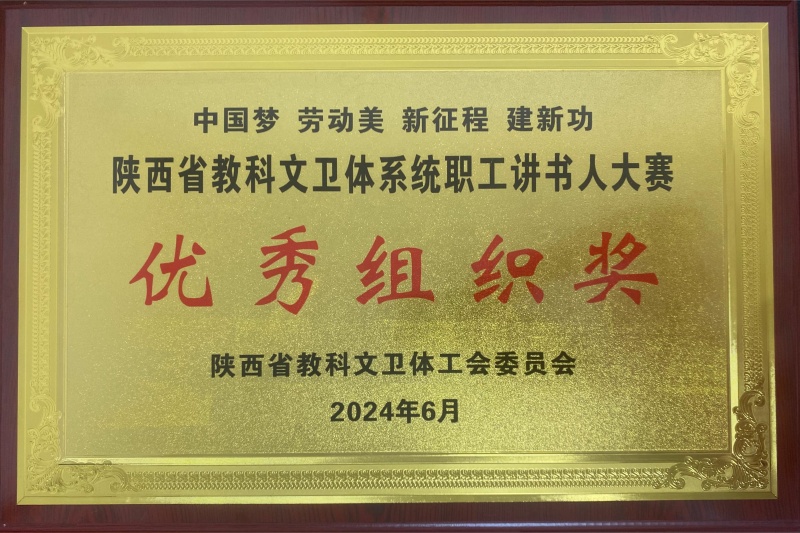 中国梦 劳动美 新征程 建新功
陕西省教科文卫体系统职工讲书人大赛
优秀组织奖
陕西省教科文卫体工会委员会
2024年6月